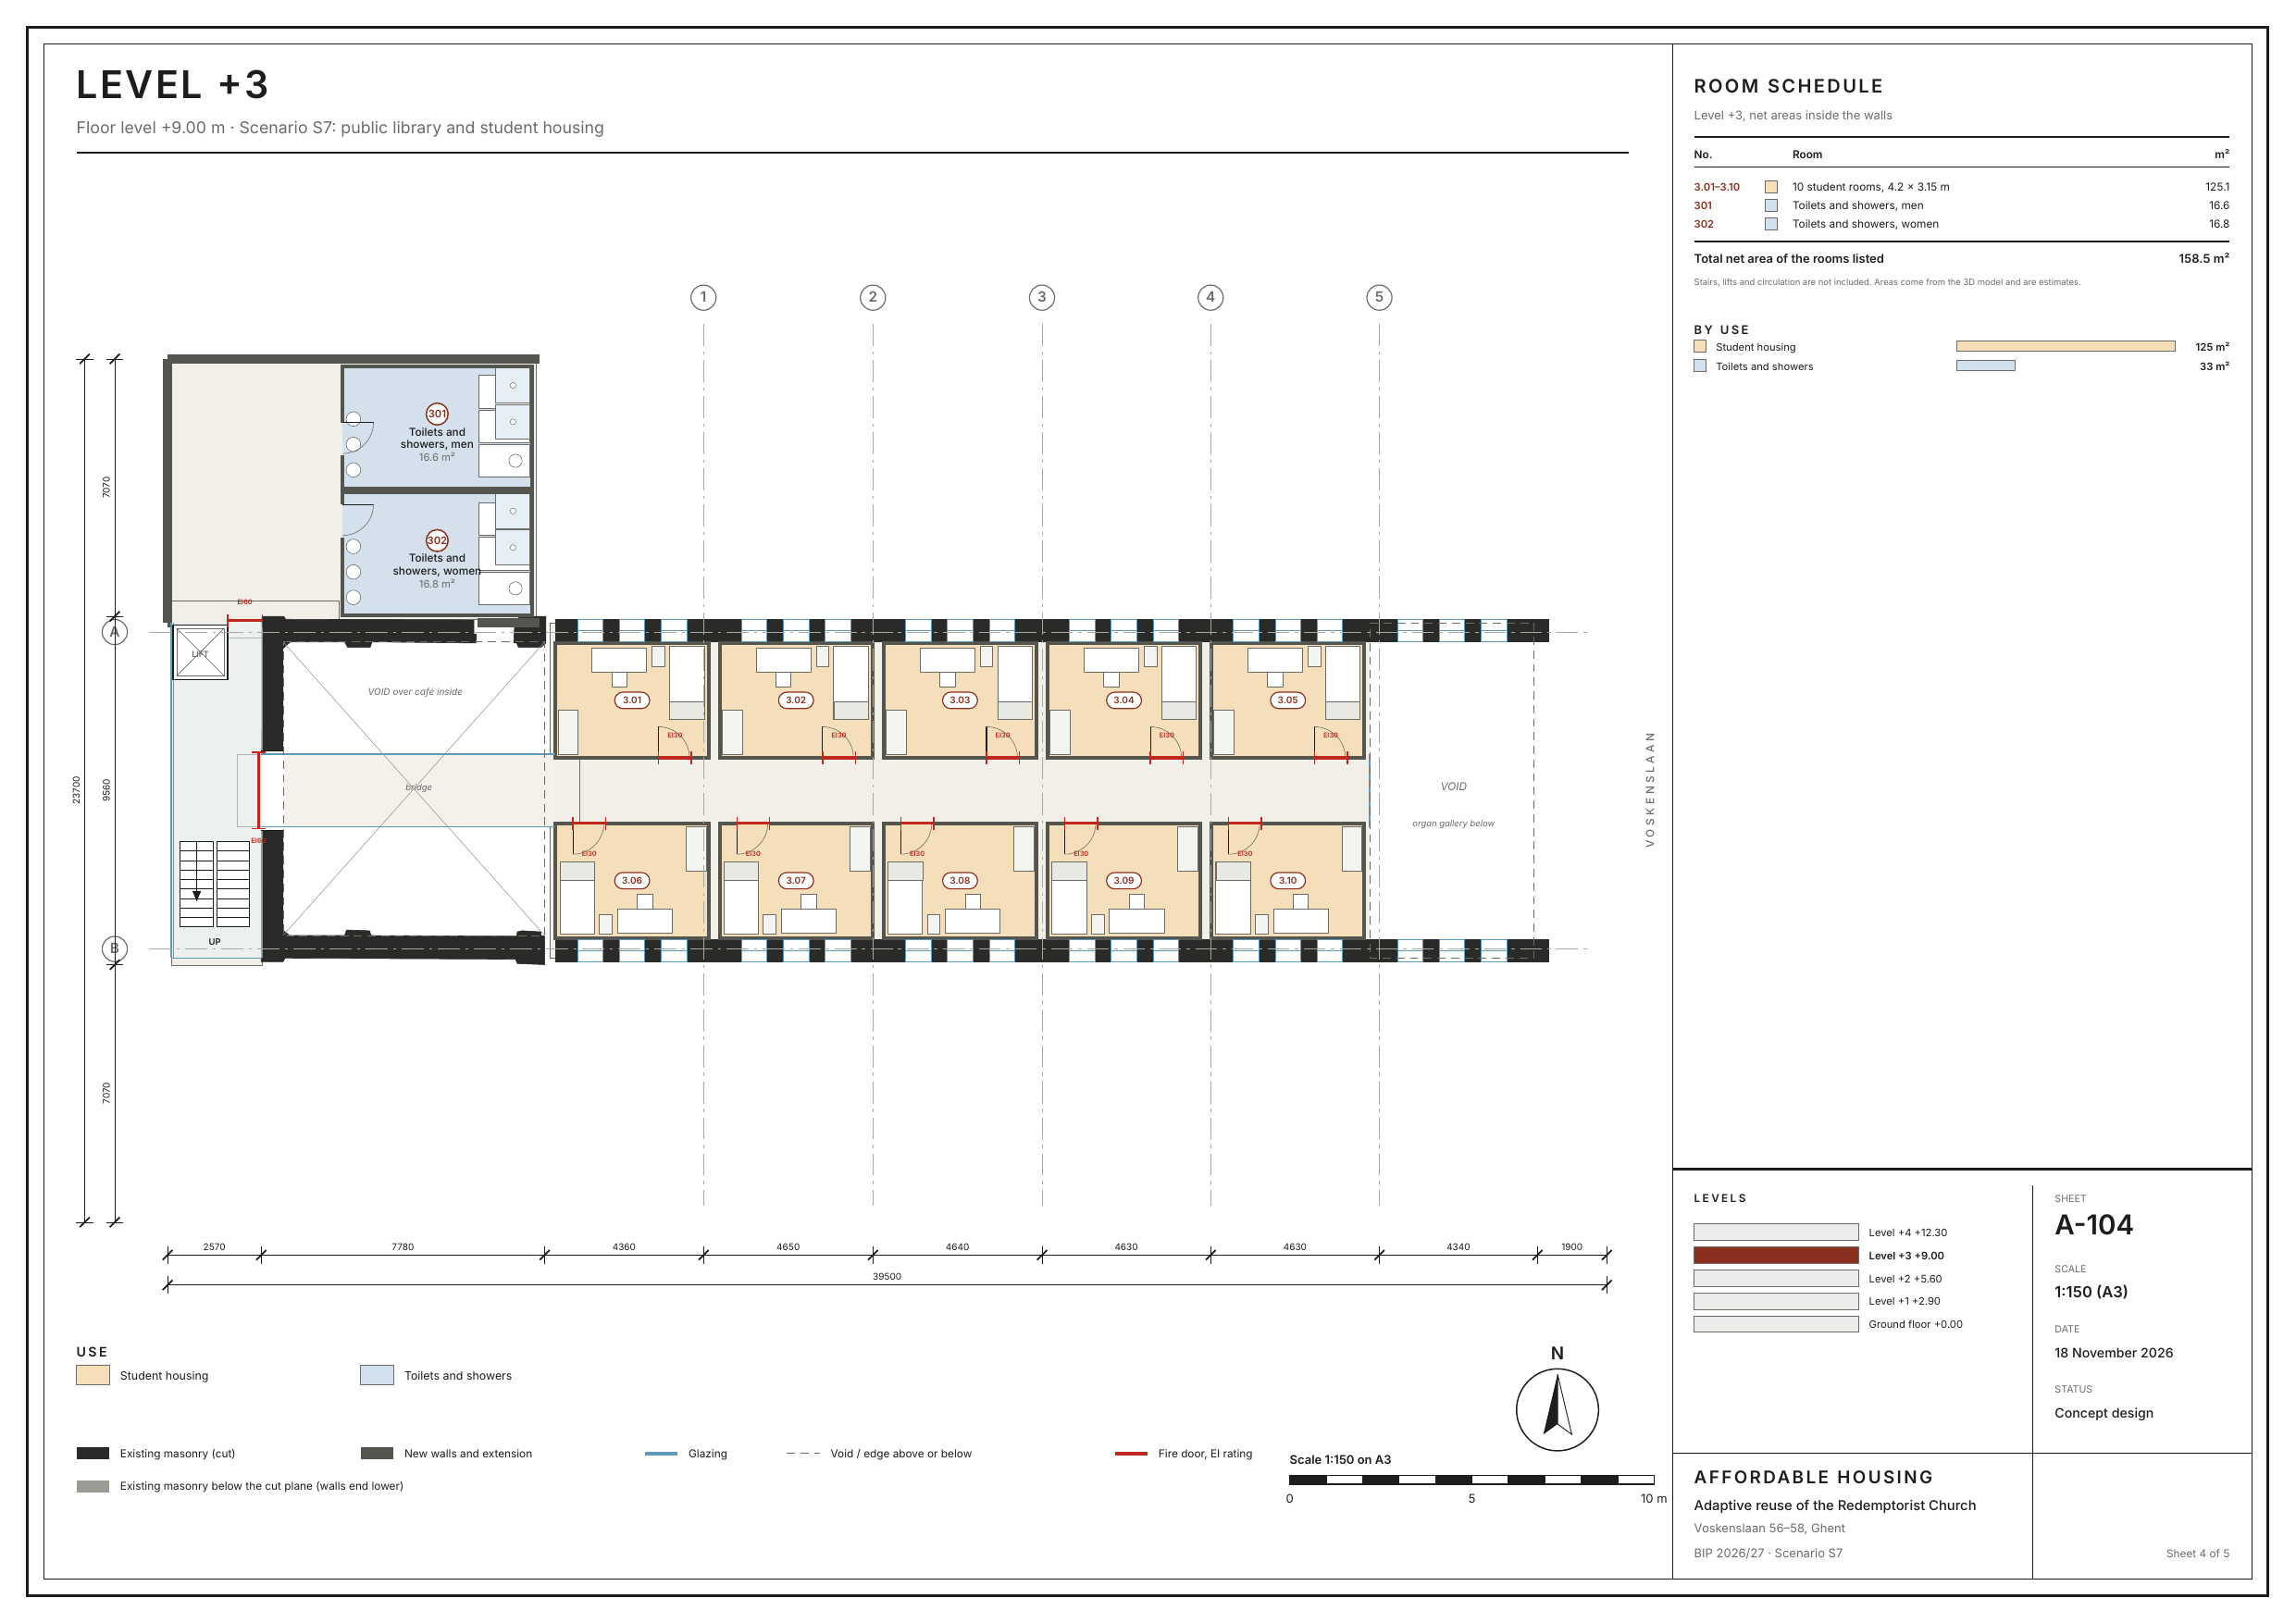 LEVEL +3
Floor level +9.00 m · Scenario S7: public library and student housing
1 2 3 4 5
301
Toilets and
showers, men
16.6 m²
7070
302
Toilets and
showers, women
16.8 m²
EI60
A
LIFT
VOID over café inside
3.01 3.02 3.03 3.04 3.05
EI30 EI30 EI30 EI30 EI30
23700
9560
bridge
VOID
organ gallery below
VOSKENSLAAN
EI60
EI30 EI30 EI30 EI30 EI30
3.06 3.07 3.08 3.09 3.10
UP
B
7070
2570 7780 4360 4650 4640 4630 4630 4340 1900
39500
USE
Student housing
Toilets and showers
Existing masonry (cut)
New walls and extension
Glazing
Void / edge above or below
Fire door, EI rating
Existing masonry below the cut plane (walls end lower)
N
Scale 1:150 on A3
0 5 10 m
ROOM SCHEDULE
Level +3, net areas inside the walls
No. Room m²
3.01–3.10 10 student rooms, 4.2 × 3.15 m 125.1
301 Toilets and showers, men 16.6
302 Toilets and showers, women 16.8
Total net area of the rooms listed 158.5 m²
Stairs, lifts and circulation are not included. Areas come from the 3D model and are estimates.
BY USE
Student housing 125 m²
Toilets and showers 33 m²
LEVELS
Level +4 +12.30
Level +3 +9.00
Level +2 +5.60
Level +1 +2.90
Ground floor +0.00
SHEET
A-104
SCALE
1:150 (A3)
DATE
18 November 2026
STATUS
Concept design
AFFORDABLE HOUSING
Adaptive reuse of the Redemptorist Church
Voskenslaan 56–58, Ghent
BIP 2026/27 · Scenario S7
Sheet 4 of 5